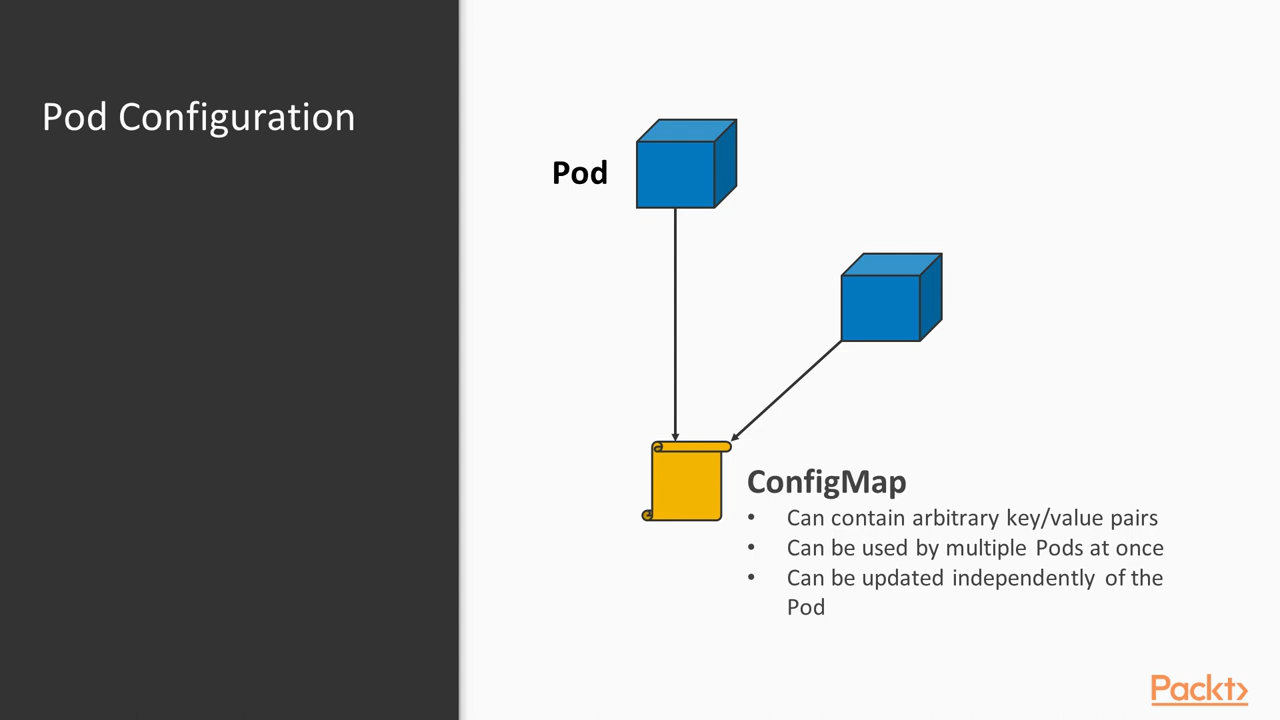 Pod Configuration
Pod
ConfigMap
• Can contain arbitrary key/value pairs
• Can be used by multiple Pods at once
• Can be updated independently of the
Pod
Packt>